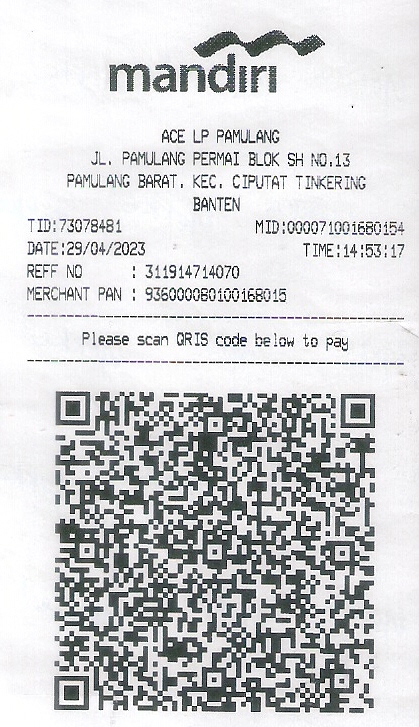 mandiri
ACE LP PAMULANG
JL. PAMULANG PERMAI BLOK SH NO.13
PAMULANG BARAT. KEC. CIPUTAT TINKERING
BANTEN
TID:73078481 MID:000071001680154
DATE:29/04/2023 TIME:14:53:17
REFF NO : 311914714070
MERCHANT PAN : 936000080100168015
Please scan QRIS code below to pay